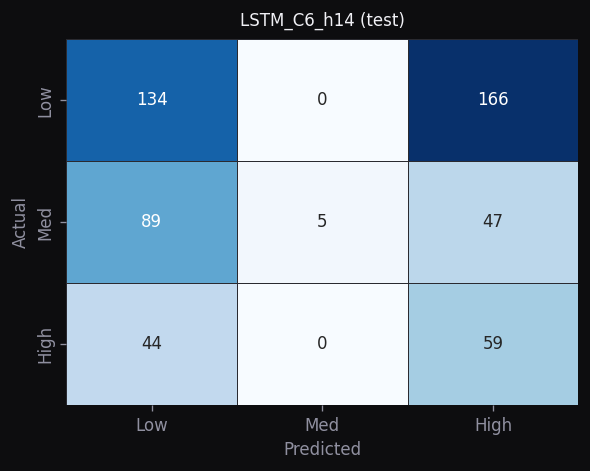 LSTM_C6_h14 (test)
Actual
Low 134 0 166
Med 89 5 47
High 44 0 59
Low Med High
Predicted